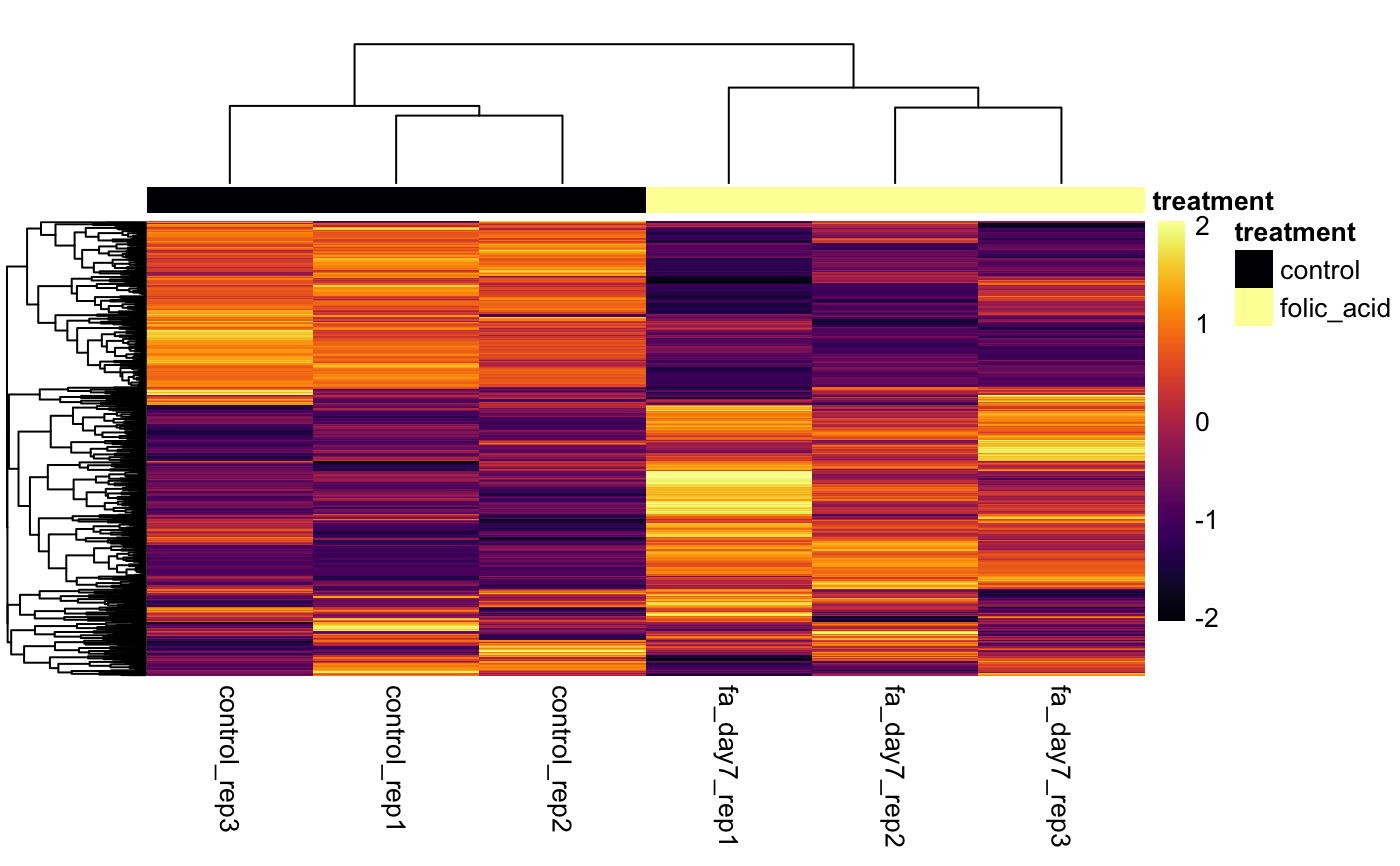 treatment
2
1
0
-1
-2
treatment
control
folic_acid
control_rep3
control_rep1
control_rep2
fa_day7_rep1
fa_day7_rep2
fa_day7_rep3